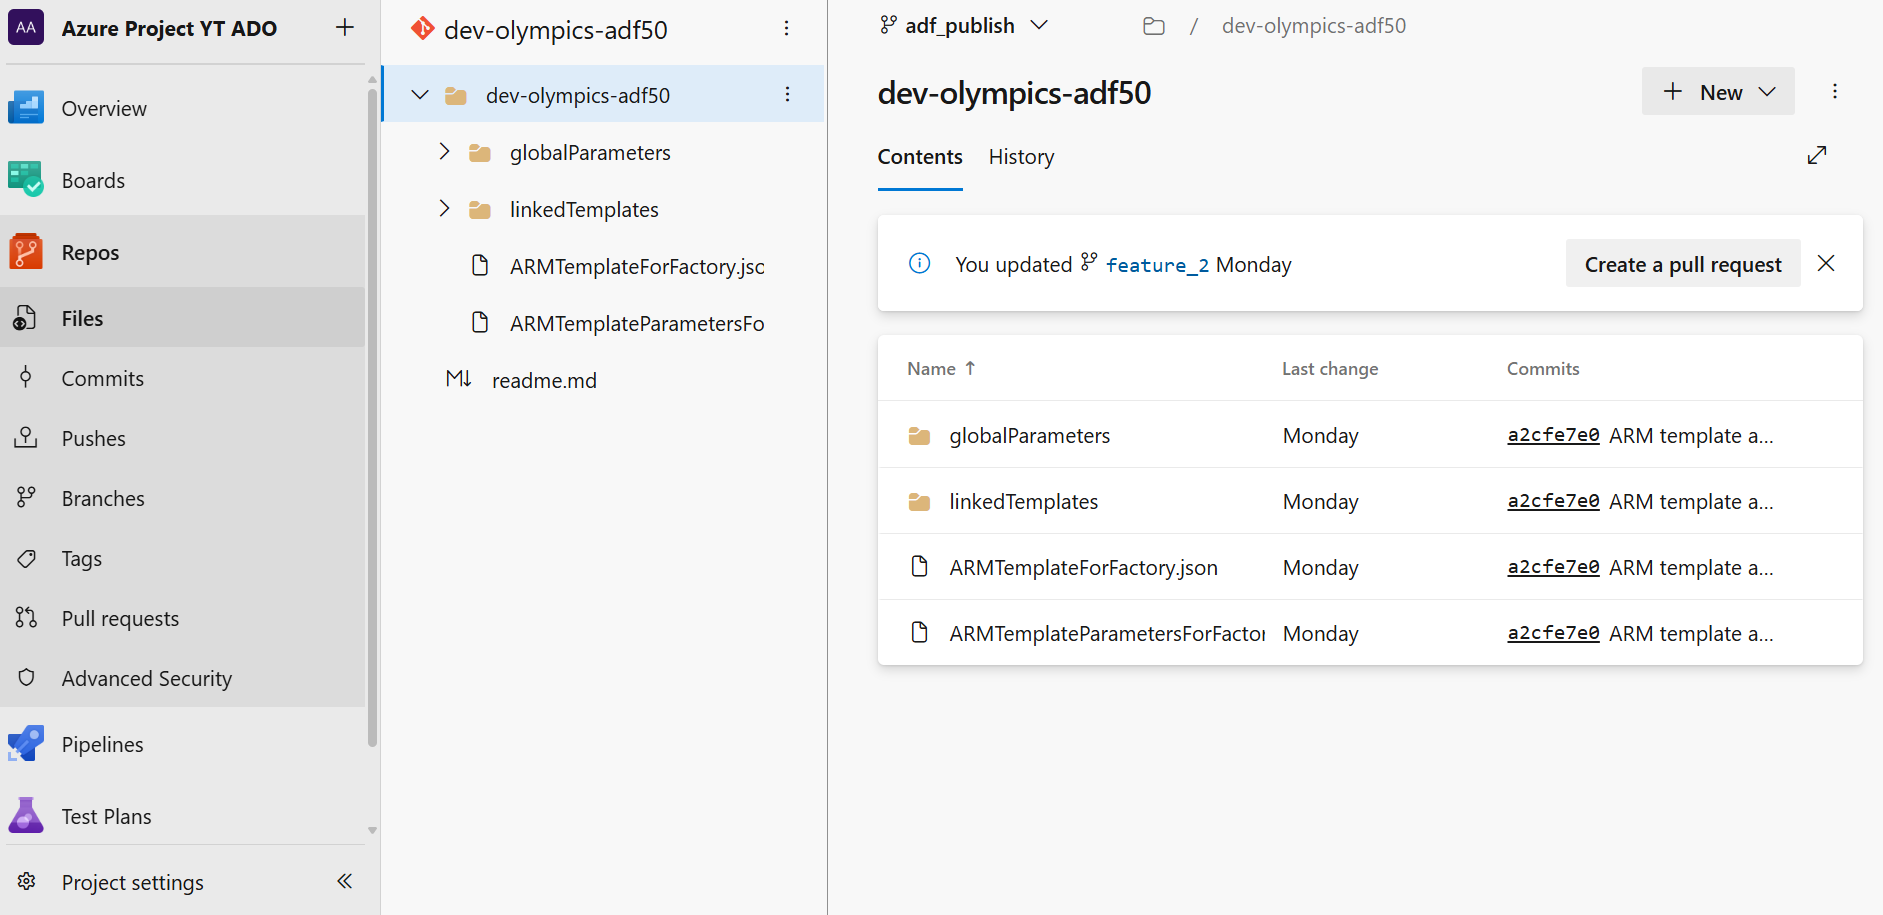 AA Azure Project YT ADO
Overview
Boards
Repos
Files
Commits
Pushes
Branches
Tags
Pull requests
Advanced Security
Pipelines
Test Plans
Project settings
dev-olympics-adf50
dev-olympics-adf50
globalParameters
linkedTemplates
ARMTemplateForFactory.jso
ARMTemplateParametersFo
readme.md
adf_publish / dev-olympics-adf50
dev-olympics-adf50
New
Contents History
You updated feature_2 Monday
Create a pull request
Name ↑ Last change Commits
globalParameters Monday a2cfe7e0 ARM template a...
linkedTemplates Monday a2cfe7e0 ARM template a...
ARMTemplateForFactory.json Monday a2cfe7e0 ARM template a...
ARMTemplateParametersForFactor Monday a2cfe7e0 ARM template a...